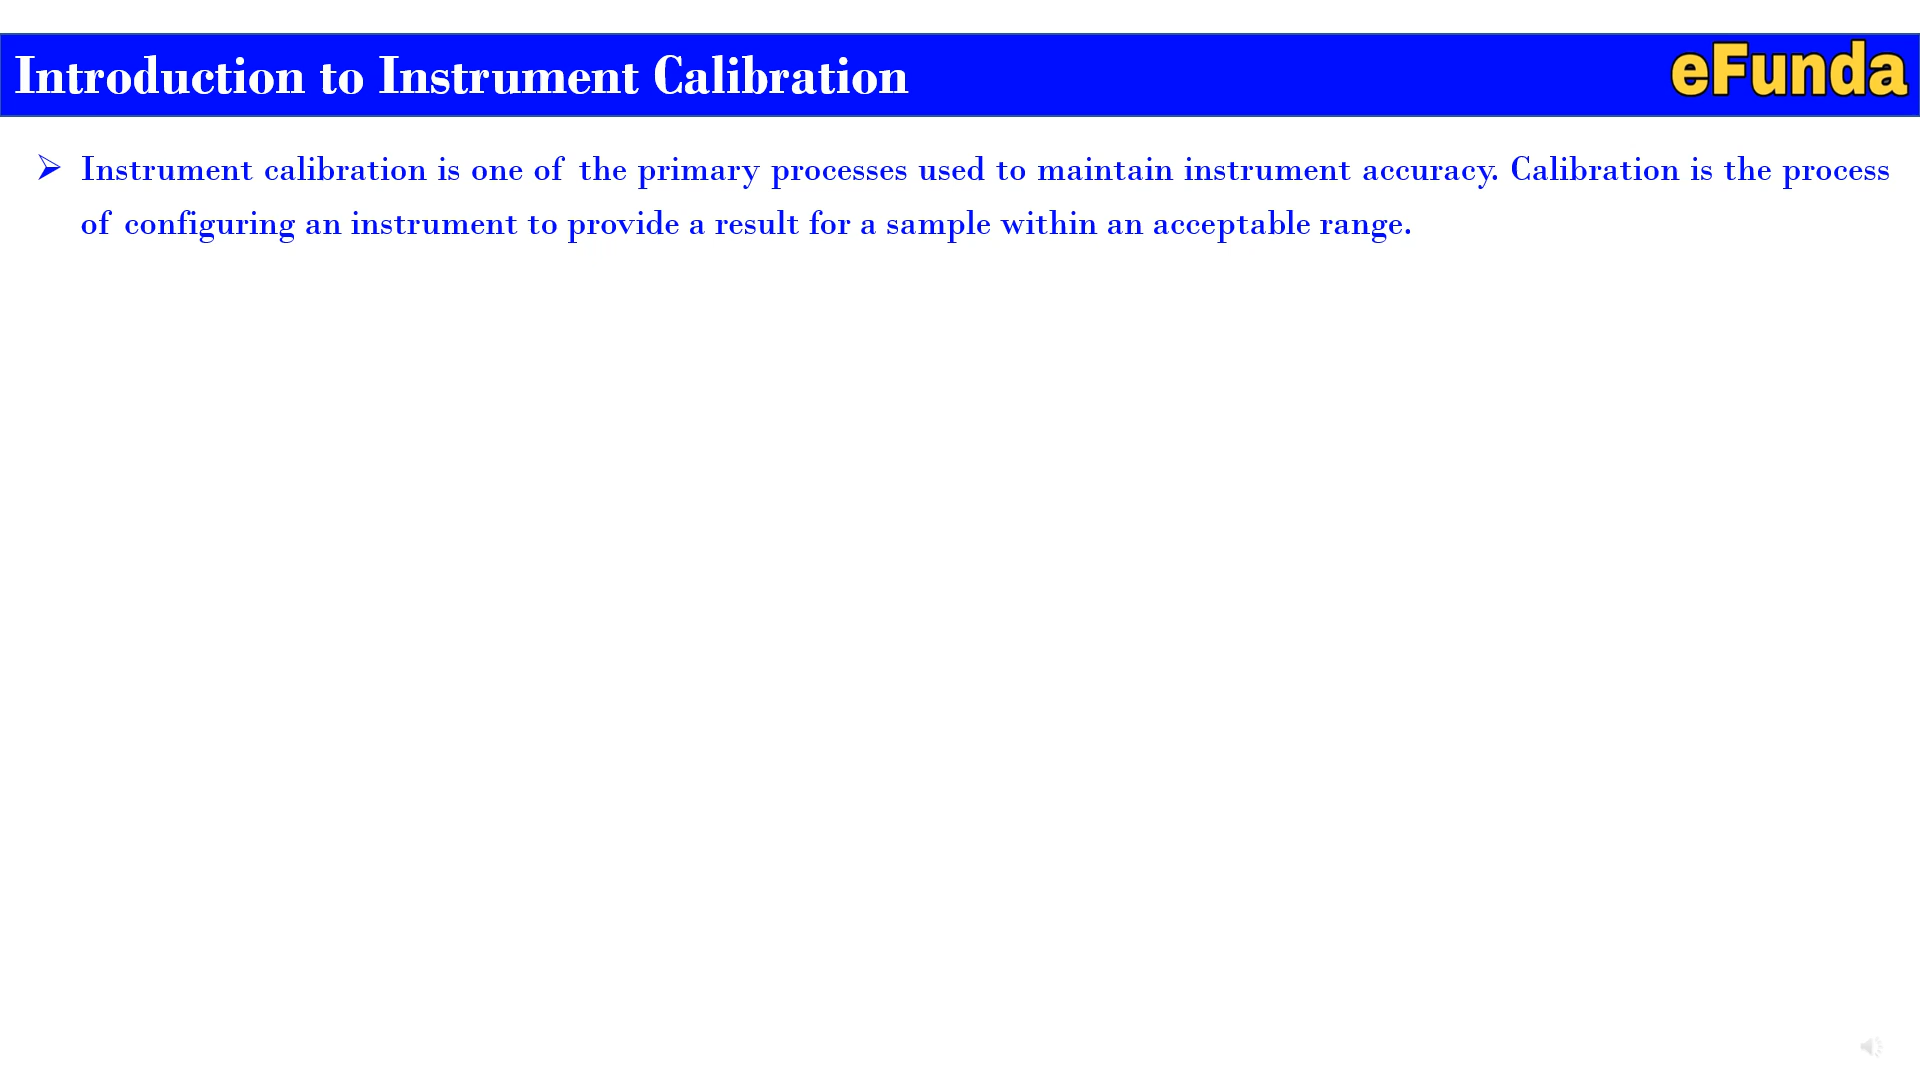 Introduction to Instrument Calibration
eFunda
Instrument calibration is one of the primary processes used to maintain instrument accuracy. Calibration is the process
of configuring an instrument to provide a result for a sample within an acceptable range.